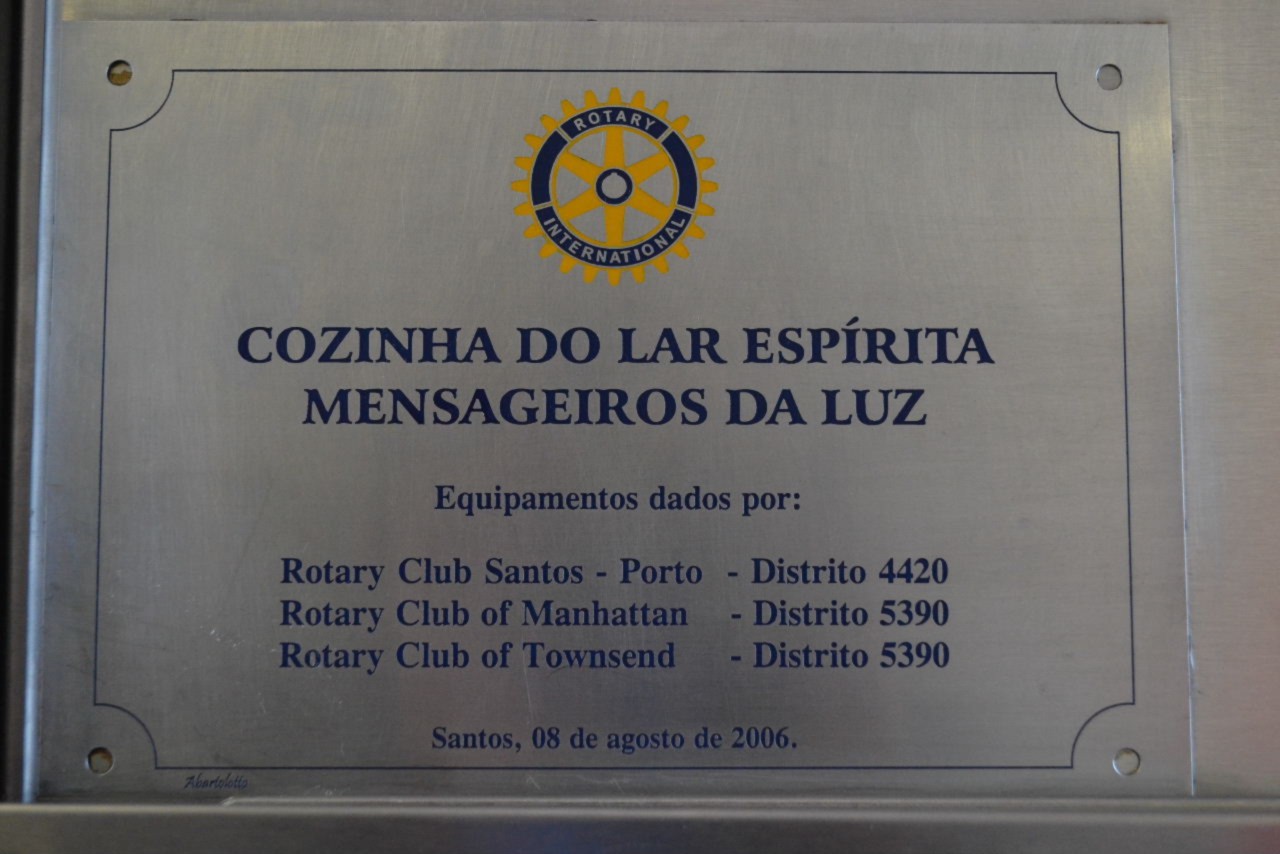 ROTARY
INTERNATIONAL
COZINHA DO LAR ESPÍRITA
MENSAGEIROS DA LUZ
Equipamentos dados por:
Rotary Club Santos - Porto - Distrito 4420
Rotary Club of Manhattan - Distrito 5390
Rotary Club of Townsend - Distrito 5390
Santos, 08 de agosto de 2006.